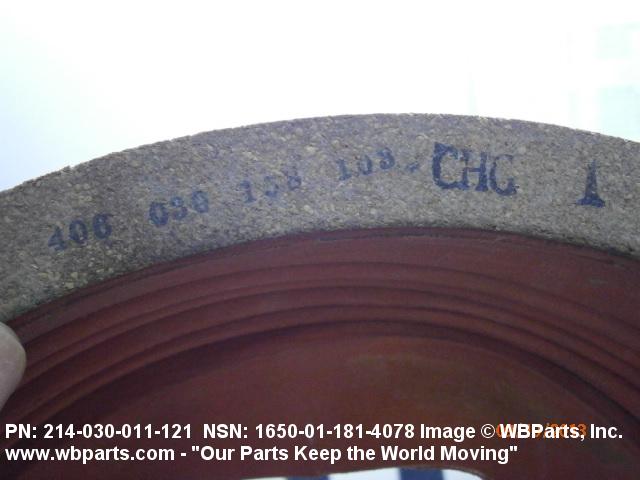 406 030 108 103. CHG 1
PN: 214-030-011-121 NSN: 1650-01-181-4078 Image © WBParts, Inc.
www.wbparts.com - "Our Parts Keep the World Moving"